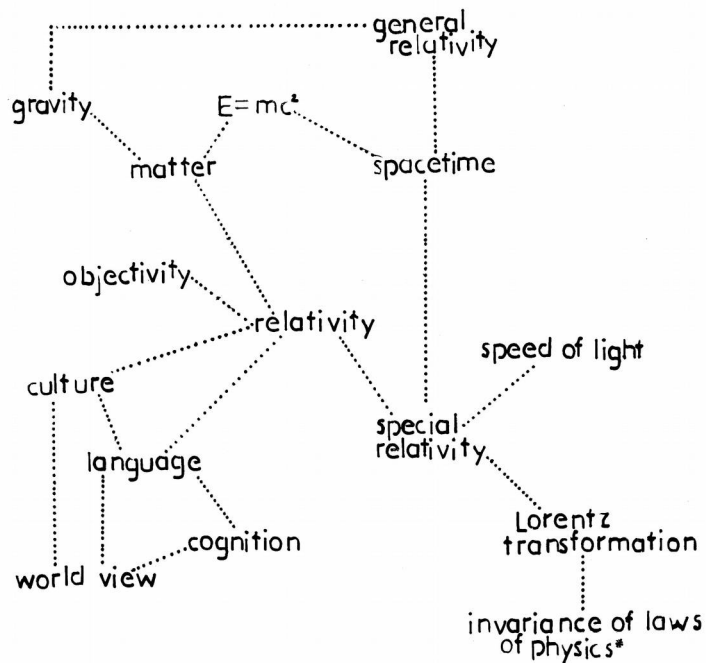 general
relativity
gravity
E=mc²
matter
spacetime
objectivity
relativity
speed of light
culture
special
relativity
language
Lorentz
transformation
cognition
world view
invariance of laws
of physics*